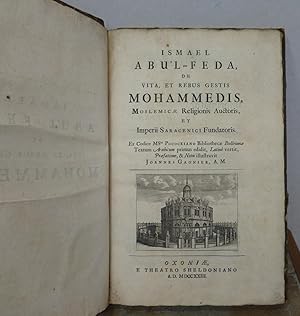 ISMAEL
ABU'L-FEDA,
DE
VITA, ET REBUS GESTIS
MOHAMMEDIS,
MOSLEMICÆ Religionis Auctoris,
ET
Imperii SARACENICI Fundatoris.
Ex Codice MSto POCOCKIANO Bibliothecæ Bodleianæ
Textum Arabicum primus edidit, Latinè vertit,
Præfatione, & Notis illustravit
JOANNES GAGNIER, A. M.
OXONIÆ,
E THEATRO SHELDONIANO
A.D. MDCCXXIII.